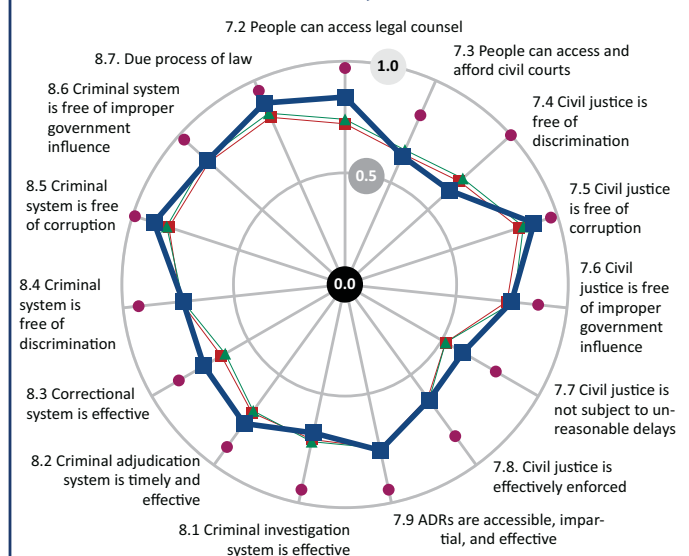 7.2 People can access legal counsel
7.3 People can access and
afford civil courts
7.4 Civil justice is
free of
discrimination
7.5 Civil justice
is free of
corruption
7.6 Civil
justice is free
of improper
government
influence
7.7 Civil justice is
not subject to un-
reasonable delays
7.8. Civil justice is
effectively enforced
7.9 ADRs are accessible, impar-
tial, and effective
8.1 Criminal investigation
system is effective
8.2 Criminal adjudication
system is timely and
effective
8.3 Correctional
system is effective
8.4 Criminal
system is
free of
discrimination
8.5 Criminal
system is free
of corruption
8.6 Criminal system
is free of improper
government
influence
8.7. Due process of law
1.0
0.5
0.0